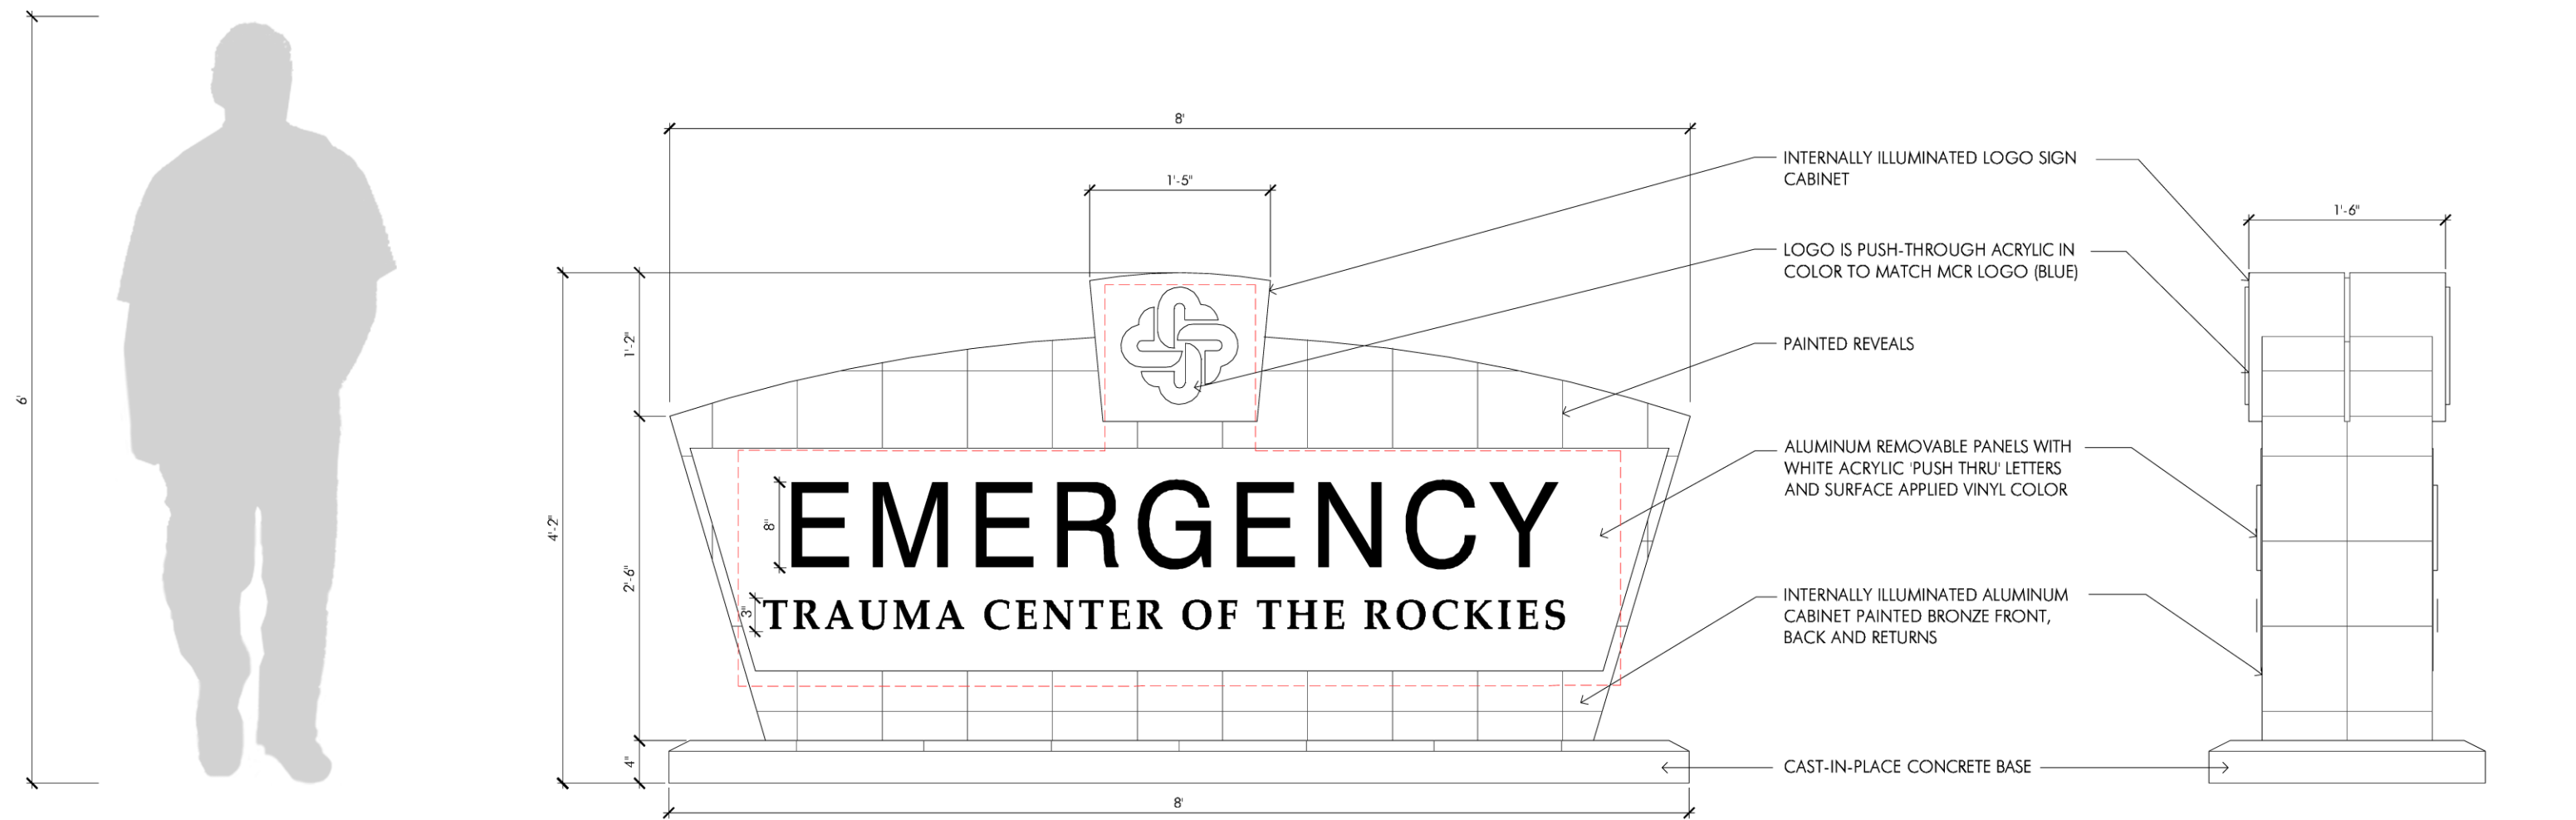 6'
8'
1'-5"
4'-2"
1'-2"
2'-6"
4"
8"
EMERGENCY
3"
TRAUMA CENTER OF THE ROCKIES
8'
INTERNALLY ILLUMINATED LOGO SIGN
CABINET
LOGO IS PUSH-THROUGH ACRYLIC IN
COLOR TO MATCH MCR LOGO (BLUE)
PAINTED REVEALS
ALUMINUM REMOVABLE PANELS WITH
WHITE ACRYLIC 'PUSH THRU' LETTERS
AND SURFACE APPLIED VINYL COLOR
INTERNALLY ILLUMINATED ALUMINUM
CABINET PAINTED BRONZE FRONT,
BACK AND RETURNS
CAST-IN-PLACE CONCRETE BASE
1'-6"